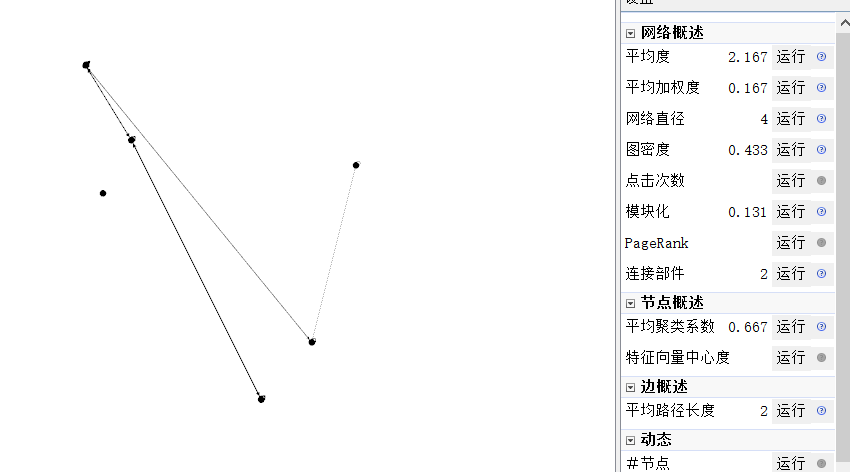 网络概述
平均度 2.167 运行
平均加权度 0.167 运行
网络直径 4 运行
图密度 0.433 运行
点击次数 运行
模块化 0.131 运行
PageRank 运行
连接部件 2 运行
节点概述
平均聚类系数 0.667 运行
特征向量中心度 运行
边概述
平均路径长度 2 运行
动态
#节点 运行